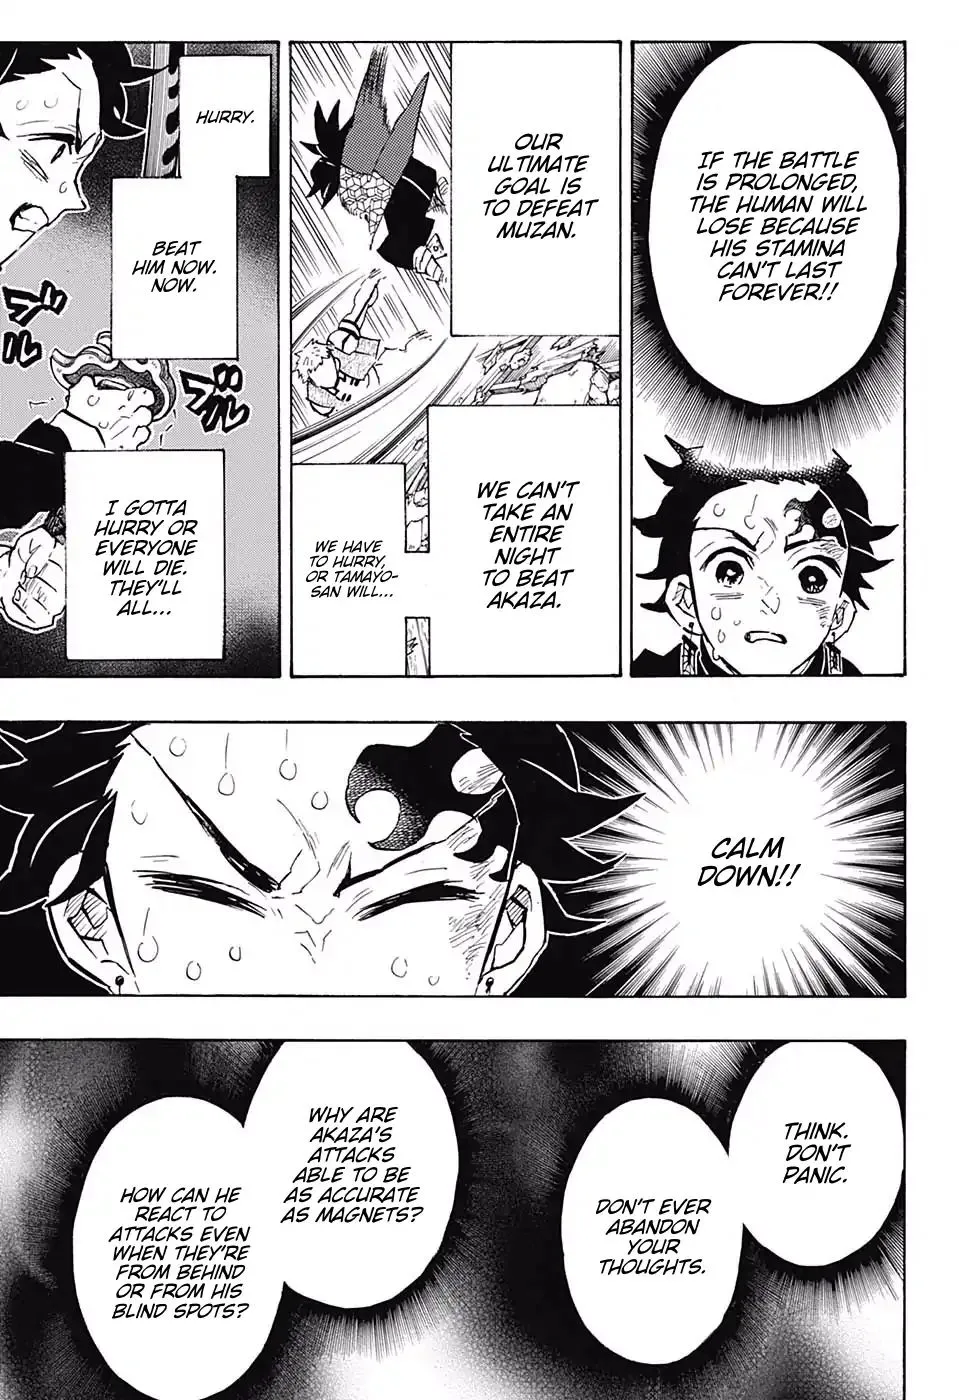 IF THE BATTLE
IS PROLONGED,
THE HUMAN WILL
LOSE BECAUSE
HIS STAMINA
CAN'T LAST
FOREVER!!
OUR
ULTIMATE
GOAL IS
TO DEFEAT
MUZAN.
WE CAN'T
TAKE AN
ENTIRE
NIGHT
TO BEAT
AKAZA.
WE HAVE
TO HURRY,
OR TAMAYO-
SAN WILL...
HURRY.
BEAT
HIM NOW.
NOW.
ブル
ブル
I GOTTA
HURRY OR
EVERYONE
WILL DIE.
THEY'LL
ALL...
CALM
DOWN!!
THINK.
DON'T
PANIC.
DON'T EVER
ABANDON
YOUR
THOUGHTS.
WHY ARE
AKAZA'S
ATTACKS
ABLE TO BE
AS ACCURATE
AS MAGNETS?
HOW CAN HE
REACT TO
ATTACKS EVEN
WHEN THEY'RE
FROM BEHIND
OR FROM HIS
BLIND SPOTS?